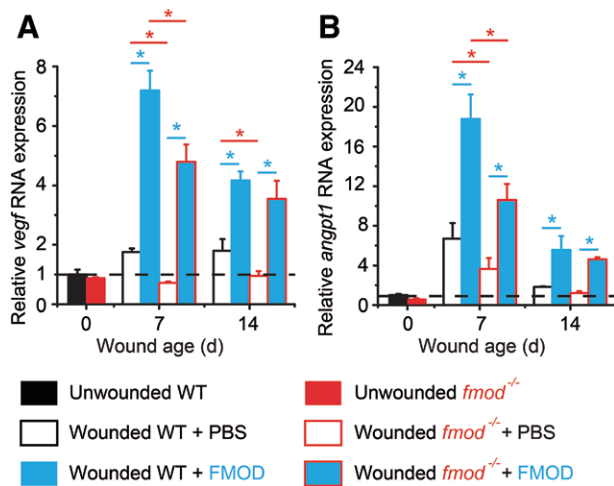 A
B
Relative vegf RNA expression
8
6
4
2
1
0
0 7 14
Wound age (d)
* * * * * * *
Relative angpt1 RNA expression
24
20
16
12
8
4
1
0
0 7 14
Wound age (d)
* * * * * *
Unwounded WT
Unwounded fmod-/-
Wounded WT + PBS
Wounded fmod-/- + PBS
Wounded WT + FMOD
Wounded fmod-/- + FMOD